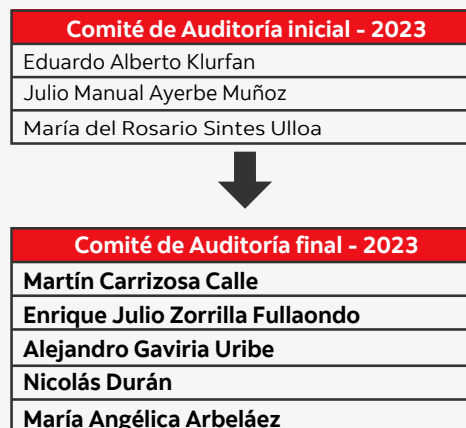 Comité de Auditoría inicial - 2023
Eduardo Alberto Klurfan
Julio Manual Ayerbe Muñoz
María del Rosario Sintes Ulloa
Comité de Auditoría final - 2023
Martín Carrizosa Calle
Enrique Julio Zorrilla Fullaondo
Alejandro Gaviria Uribe
Nicolás Durán
María Angélica Arbeláez